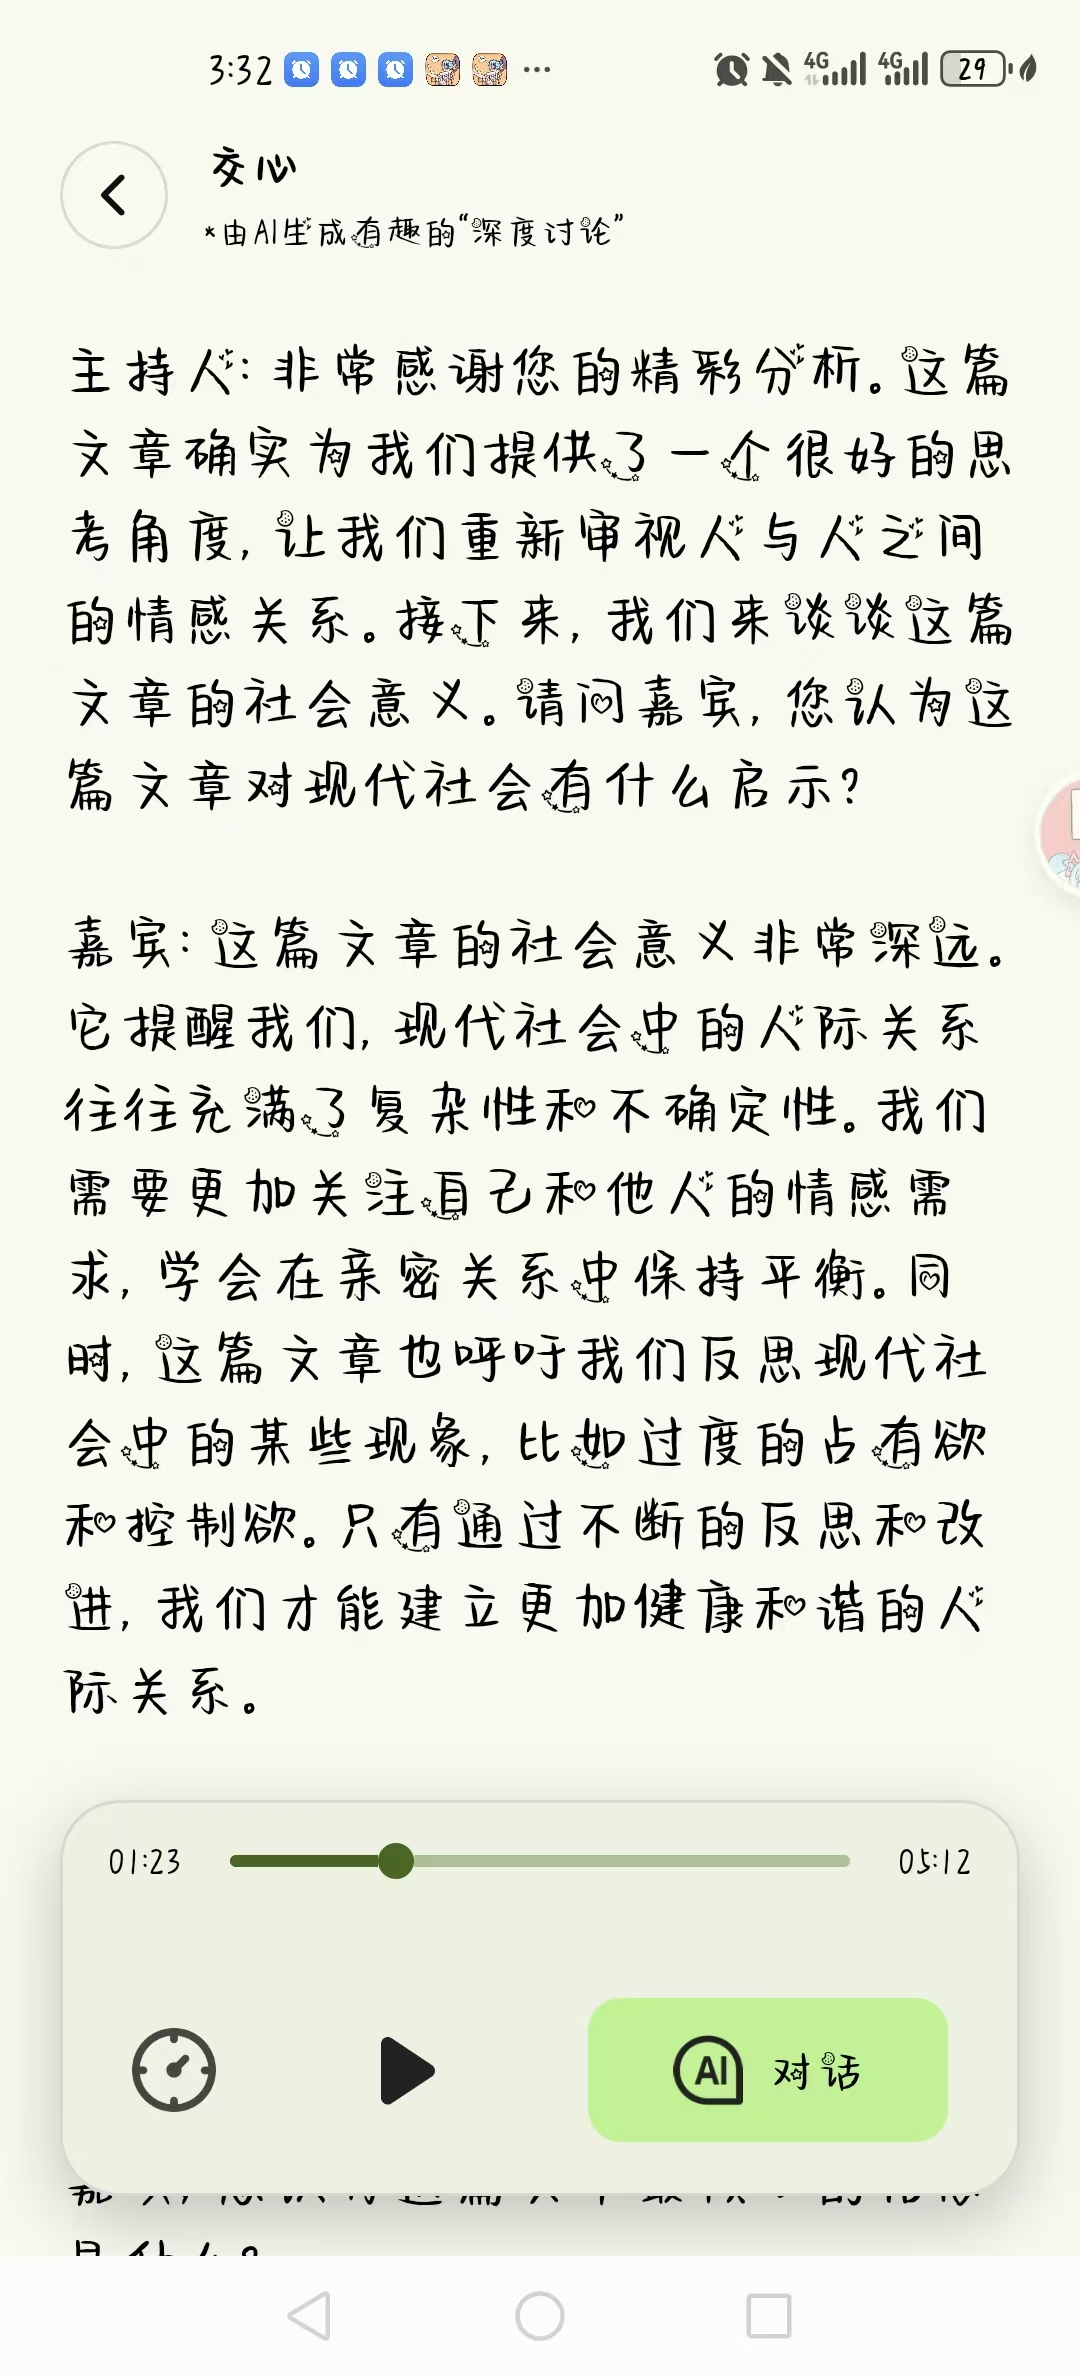 3:32
4G
4G
29
交心
*由AI生成有趣的“深度讨论”
主持人：非常感谢您的精彩分析。这篇
文章确实为我们提供了一个很好的思
考角度，让我们重新审视人与人之间
的情感关系。接下来，我们来谈谈这篇
文章的社会意义。请问嘉宾，您认为这
篇文章对现代社会有什么启示？
嘉宾：这篇文章的社会意义非常深远。
它提醒我们，现代社会中的人际关系
往往充满了复杂性和不确定性。我们
需要更加关注自己和他人的情感需
求，学会在亲密关系中保持平衡。同
时，这篇文章也呼吁我们反思现代社
会中的某些现象，比如过度的占有欲
和控制欲。只有通过不断的反思和改
进，我们才能建立更加健康和谐的人
际关系。
01:23
05:12
AI 对话